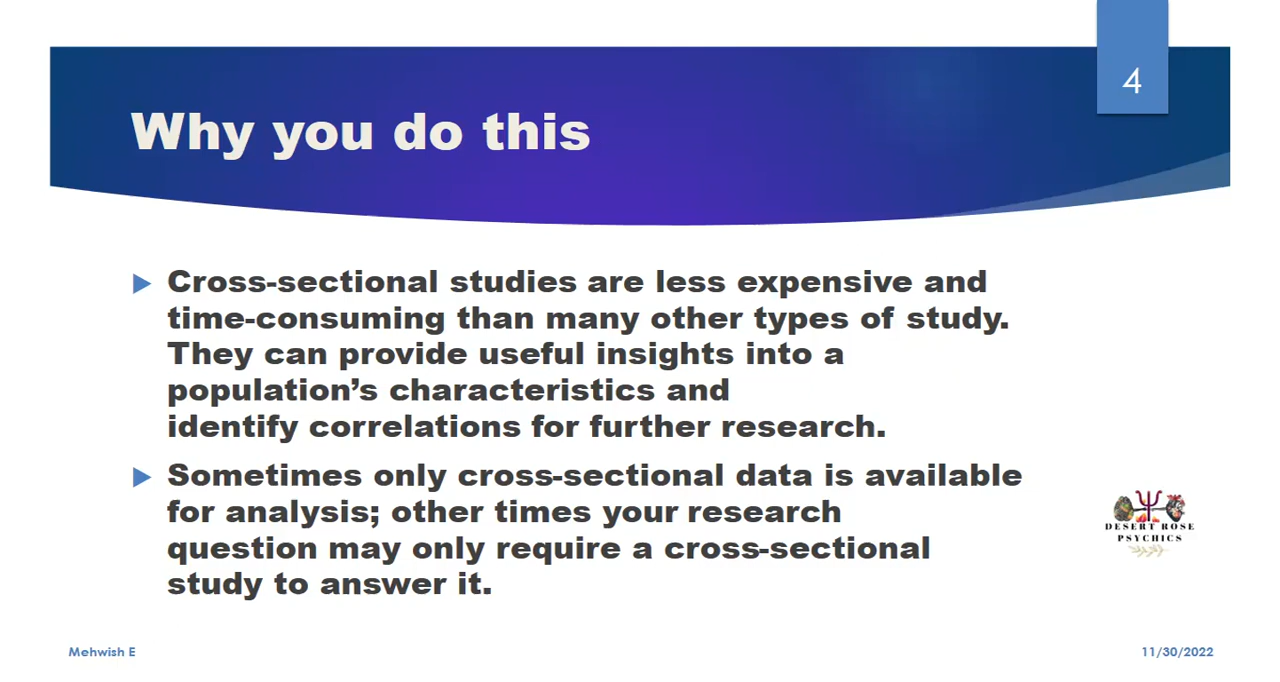 4
Why you do this
Cross-sectional studies are less expensive and
time-consuming than many other types of study.
They can provide useful insights into a
population’s characteristics and
identify correlations for further research.
Sometimes only cross-sectional data is available
for analysis; other times your research
question may only require a cross-sectional
study to answer it.
DESERT ROSE
PSYCHICS
Mehwish E
11/30/2022